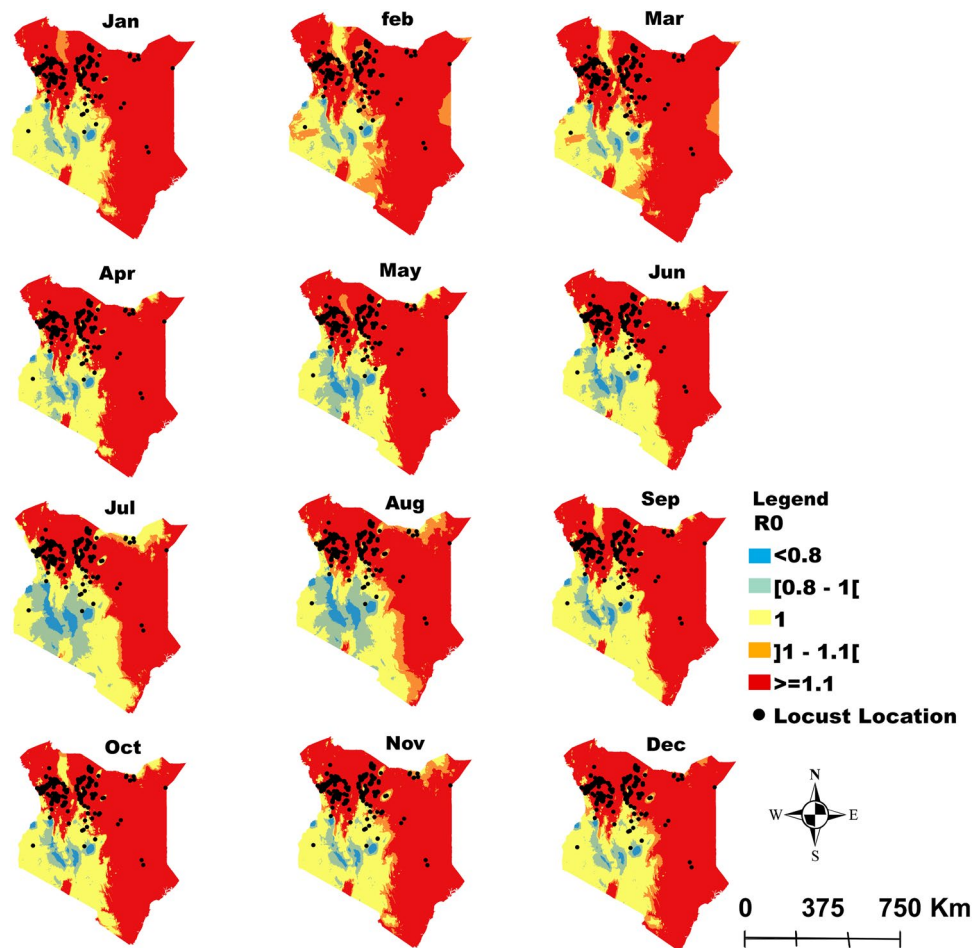 Jan
feb
Mar
Apr
May
Jun
Jul
Aug
Sep
Legend
R0
<0.8
[0.8 - 1[
1
]1 - 1.1[
>=1.1
Locust Location
Oct
Nov
Dec
N
W E
S
0 375 750 Km